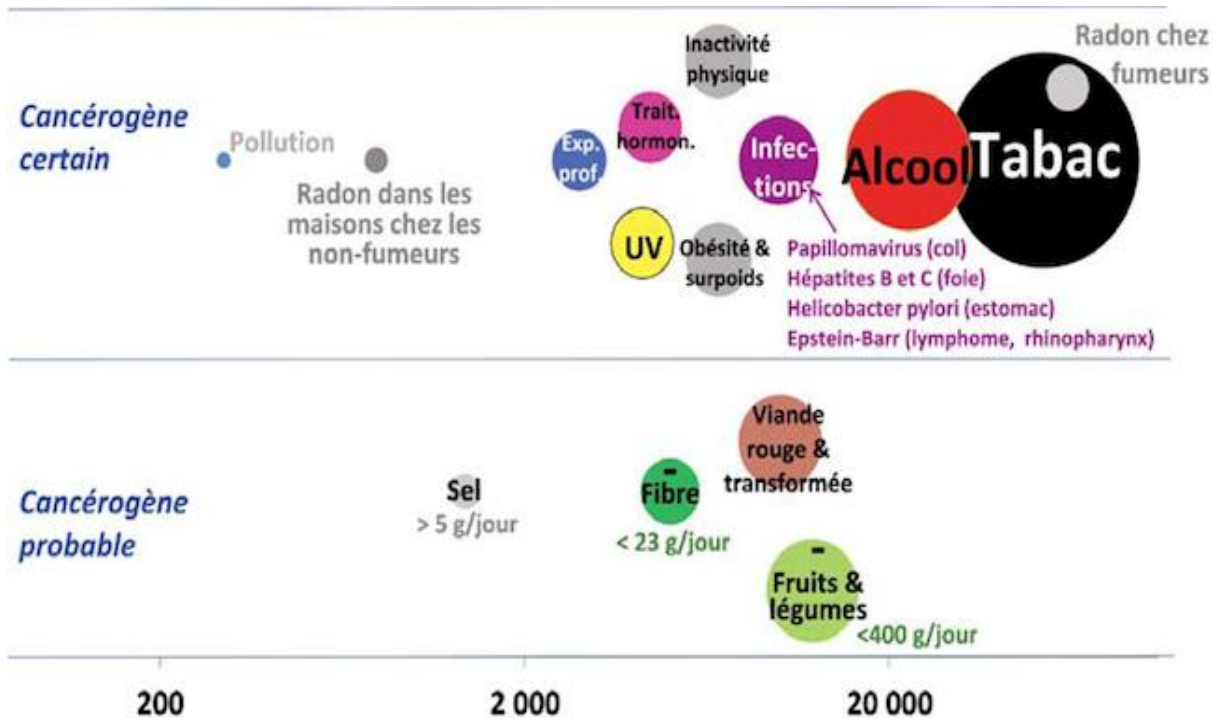 Cancérogène
certain
Pollution
Radon dans les
maisons chez les
non-fumeurs
Exp.
prof
Trait.
hormon.
UV
Inactivité
physique
Obésité &
surpoids
Infec-
tions
Papillomavirus (col)
Hépatites B et C (foie)
Helicobacter pylori (estomac)
Epstein-Barr (lymphome, rhinopharynx)
Alcool
Tabac
Radon chez
fumeurs
Cancérogène
probable
Sel
> 5 g/jour
-
Fibre
< 23 g/jour
Viande
rouge &
transformée
-
Fruits &
légumes
<400 g/jour
200
2 000
20 000